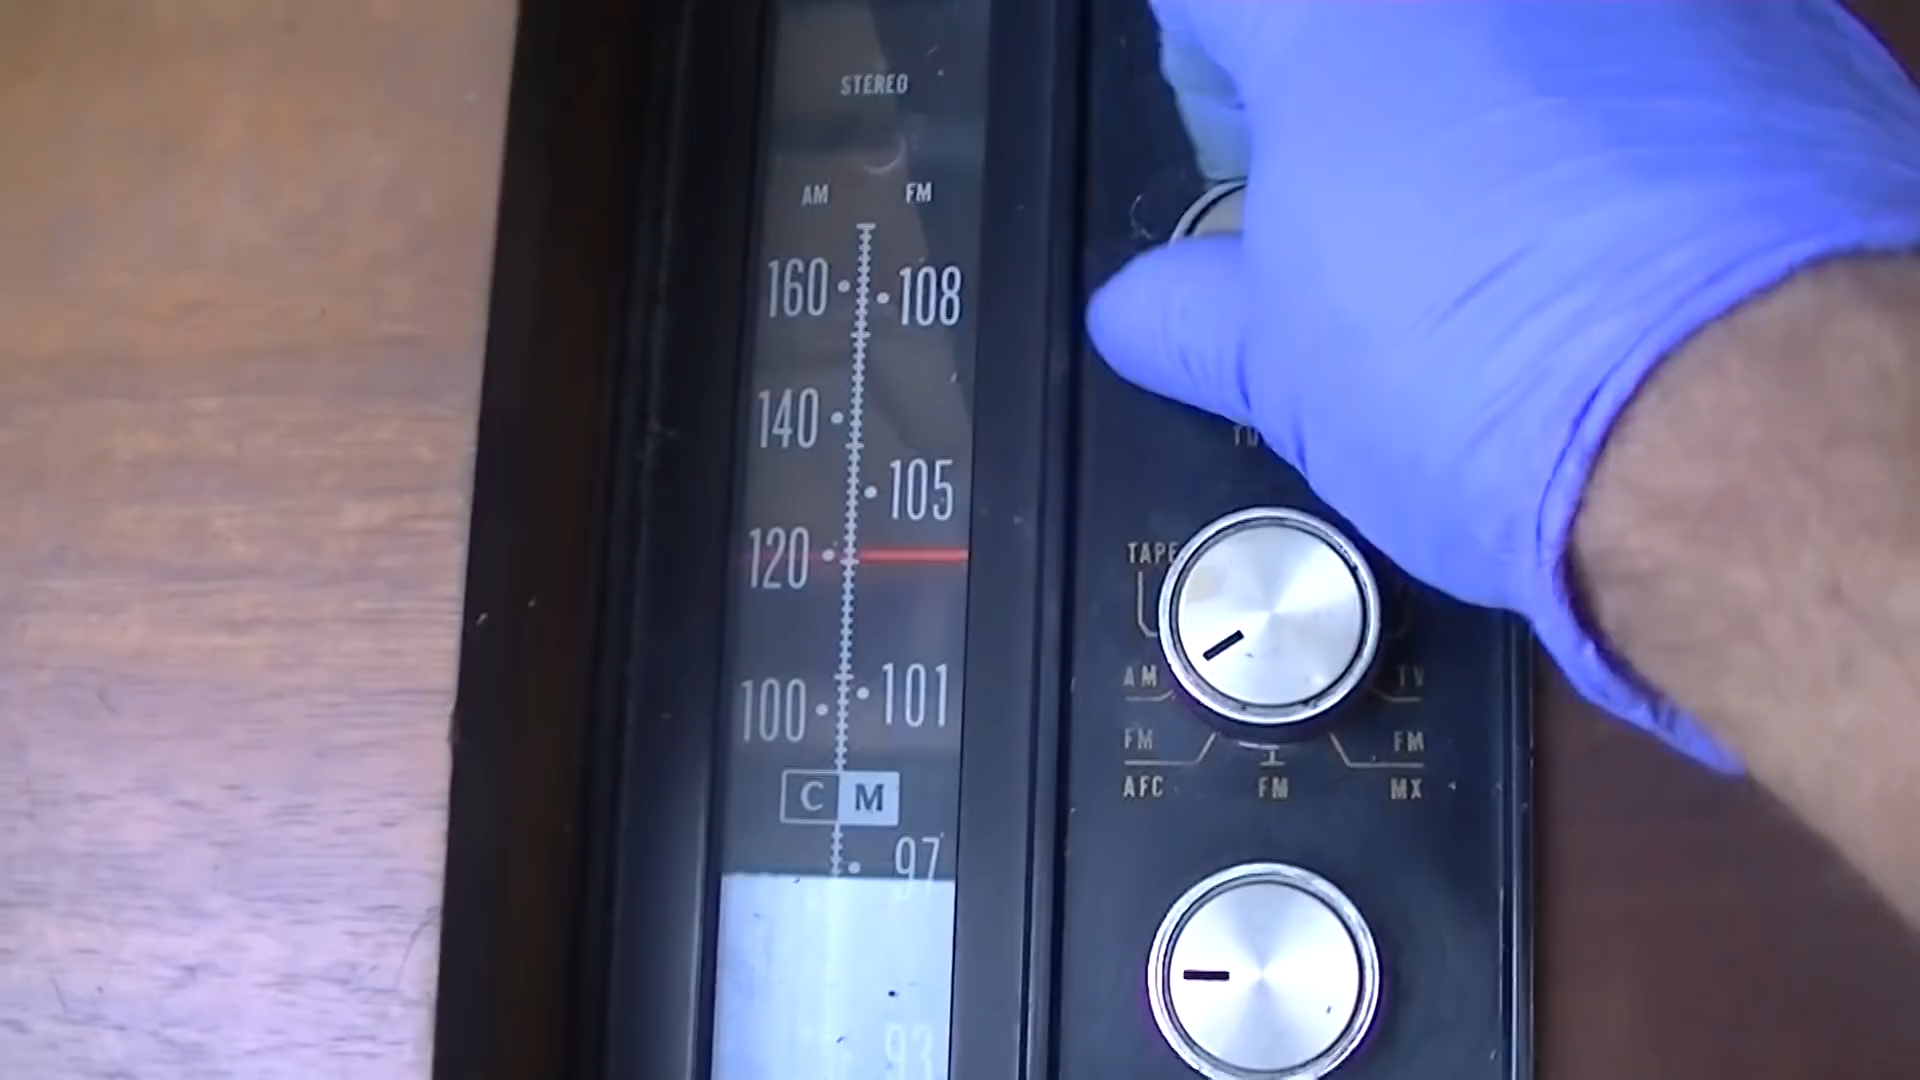 STEREO
AM FM
160 108
140
105
120
100 101
C M
97
93
TAPE
AM TV
FM FM
AFC FM MX